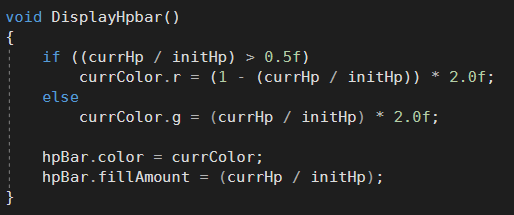 void DisplayHpbar()
{
    if ((currHp / initHp) > 0.5f)
        currColor.r = (1 - (currHp / initHp)) * 2.0f;
    else
        currColor.g = (currHp / initHp) * 2.0f;

    hpBar.color = currColor;
    hpBar.fillAmount = (currHp / initHp);
}